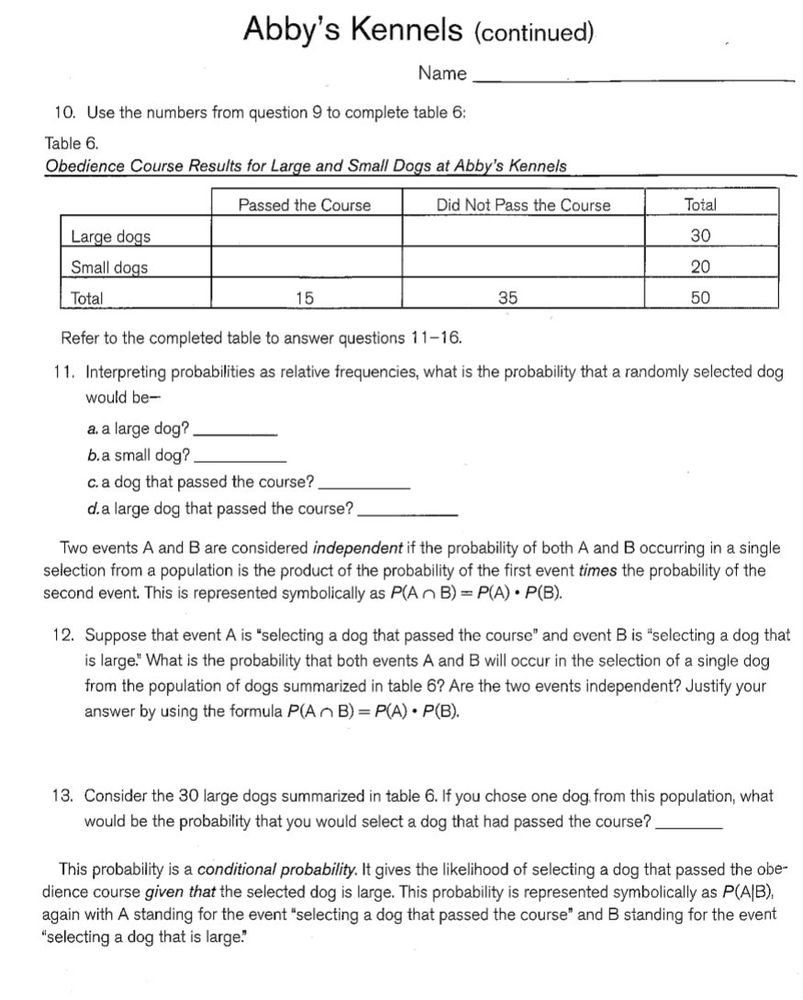 Abby's Kennels (continued)
Name
10. Use the numbers from question 9 to complete table 6:
Table 6.
Obedience Course Results for Large and Small Dogs at Abby's Kennels
Passed the Course Did Not Pass the Course Total
Large dogs 30
Small dogs 20
Total 15 35 50
Refer to the completed table to answer questions 11–16.
11. Interpreting probabilities as relative frequencies, what is the probability that a randomly selected dog
would be—
a. a large dog?
b. a small dog?
c. a dog that passed the course?
d. a large dog that passed the course?
Two events A and B are considered independent if the probability of both A and B occurring in a single
selection from a population is the product of the probability of the first event times the probability of the
second event. This is represented symbolically as P(A ∩ B) = P(A) • P(B).
12. Suppose that event A is "selecting a dog that passed the course" and event B is "selecting a dog that
is large." What is the probability that both events A and B will occur in the selection of a single dog
from the population of dogs summarized in table 6? Are the two events independent? Justify your
answer by using the formula P(A ∩ B) = P(A) • P(B).
13. Consider the 30 large dogs summarized in table 6. If you chose one dog from this population, what
would be the probability that you would select a dog that had passed the course?
This probability is a conditional probability. It gives the likelihood of selecting a dog that passed the obe-
dience course given that the selected dog is large. This probability is represented symbolically as P(A|B),
again with A standing for the event "selecting a dog that passed the course" and B standing for the event
"selecting a dog that is large."